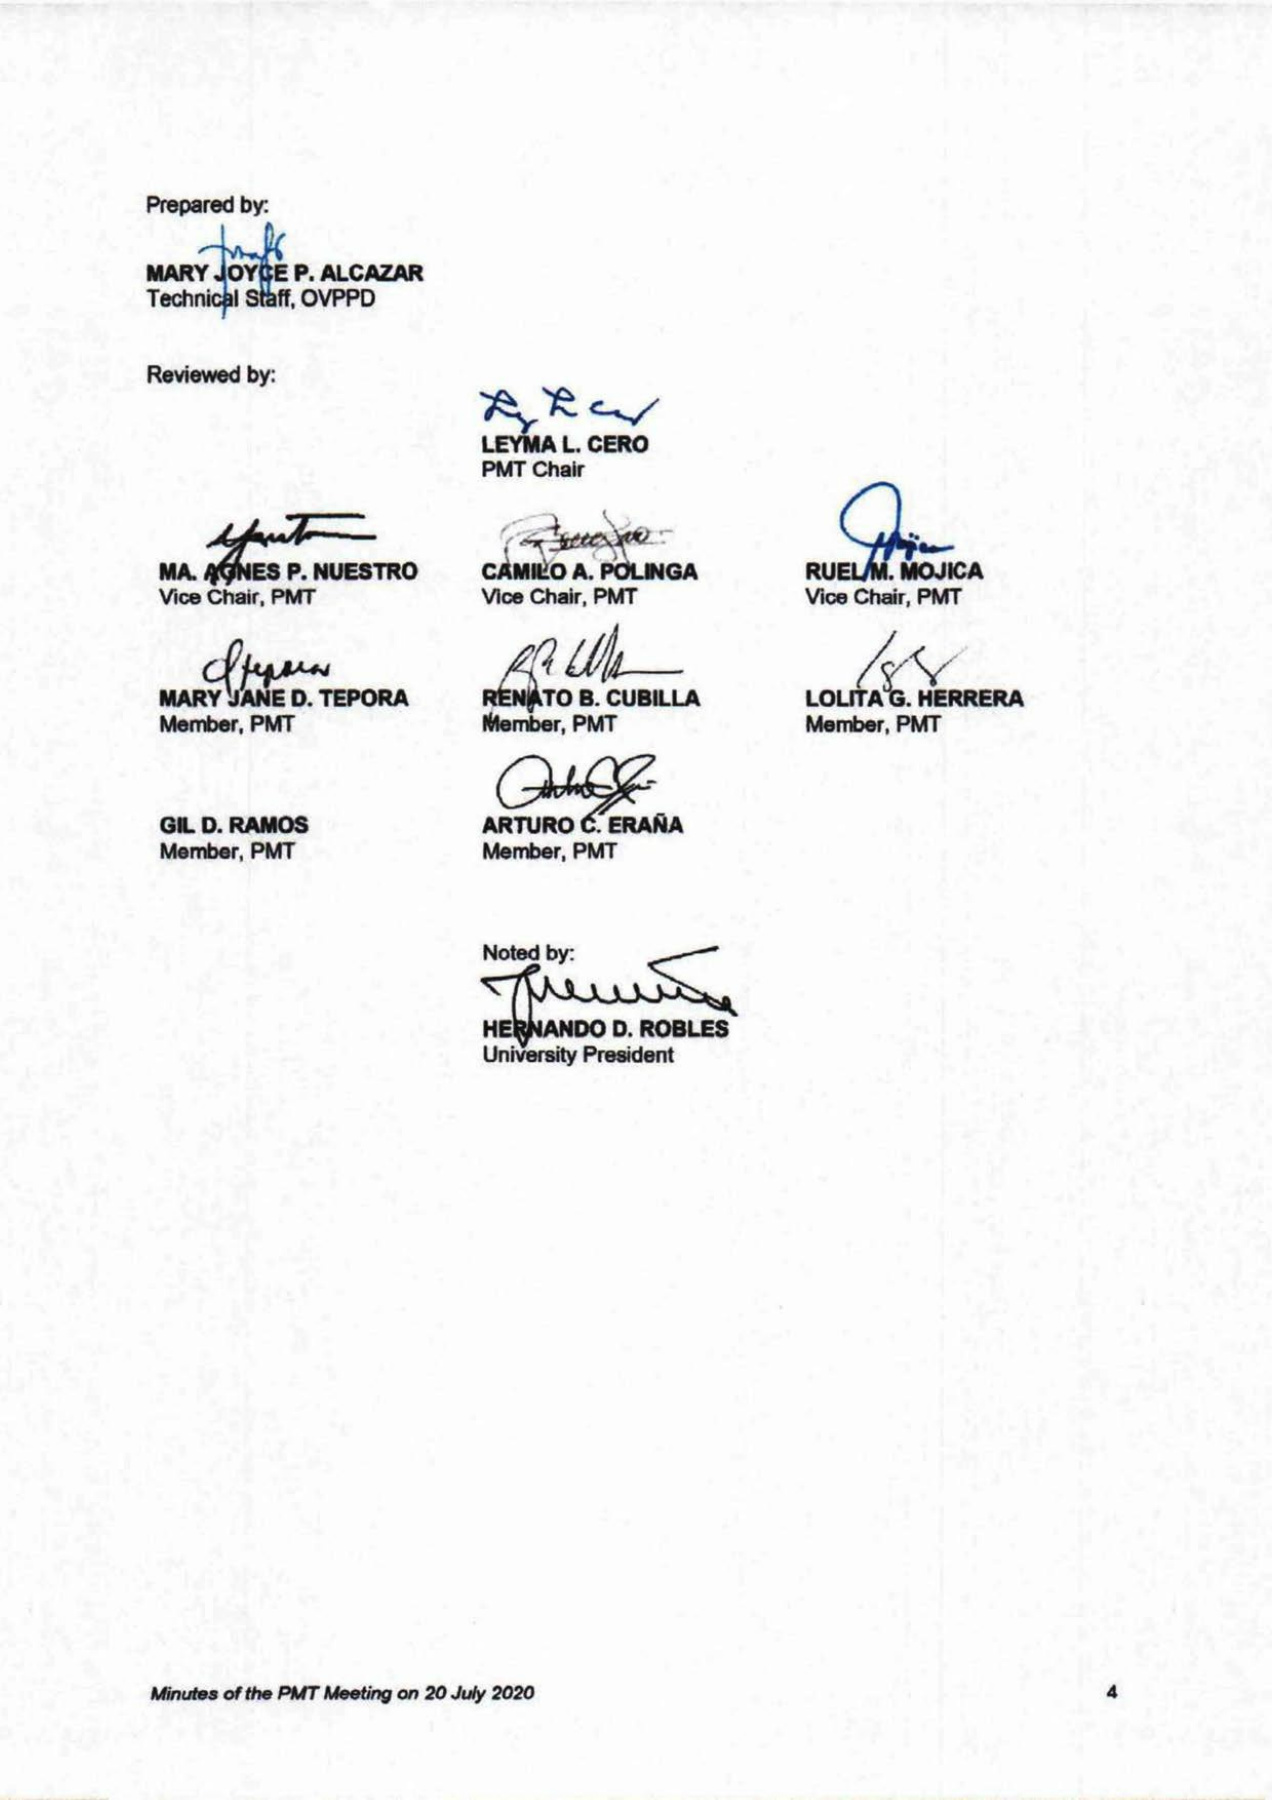 Prepared by:
MARY JOYCE P. ALCAZAR
Technical Staff, OVPPD
Reviewed by:
LEYMA L. CERO
PMT Chair
MA. AGNES P. NUESTRO
Vice Chair, PMT
CAMILO A. POLINGA
Vice Chair, PMT
RUEL M. MOJICA
Vice Chair, PMT
MARY JANE D. TEPORA
Member, PMT
RENATO B. CUBILLA
Member, PMT
LOLITA G. HERRERA
Member, PMT
GIL D. RAMOS
Member, PMT
ARTURO C. ERAÑA
Member, PMT
Noted by:
HERNANDO D. ROBLES
University President
Minutes of the PMT Meeting on 20 July 2020
4